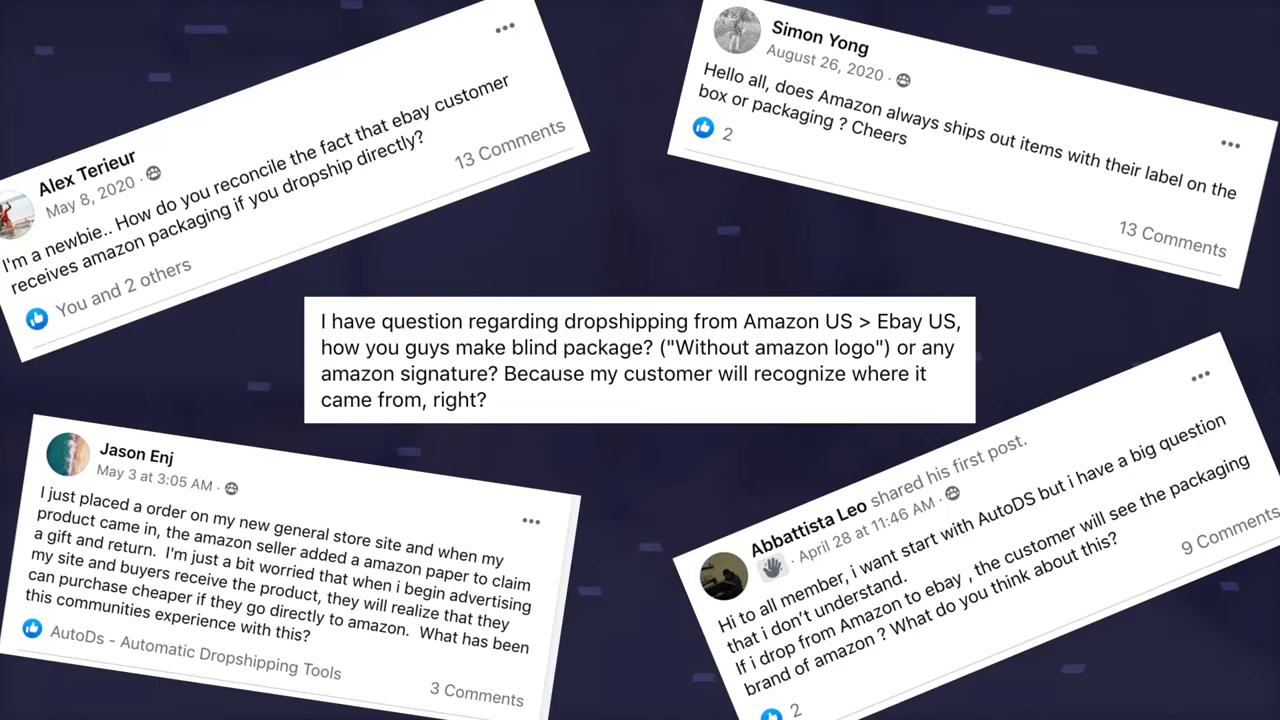 Alex Terieur
May 8, 2020 ·
I'm a newbie.. How do you reconcile the fact that ebay customer
receives amazon packaging if you dropship directly?
You and 2 others
13 Comments
Simon Yong
August 26, 2020 ·
Hello all, does Amazon always ships out items with their label on the
box or packaging ? Cheers
2
13 Comments
I have question regarding dropshipping from Amazon US > Ebay US,
how you guys make blind package? ("Without amazon logo") or any
amazon signature? Because my customer will recognize where it
came from, right?
Jason Enj
May 3 at 3:05 AM ·
I just placed a order on my new general store site and when my
product came in, the amazon seller added a amazon paper to claim
a gift and return. I'm just a bit worried that when i begin advertising
my site and buyers receive the product, they will realize that they
can purchase cheaper if they go directly to amazon. What has been
this communities experience with this?
AutoDs - Automatic Dropshipping Tools
3 Comments
Abbattista Leo shared his first post.
· April 28 at 11:46 AM ·
Hi to all member, i want start with AutoDS but i have a big question
that i don't understand.
If i drop from Amazon to ebay , the customer will see the packaging
brand of amazon ? What do you think about this?
2
9 Comments